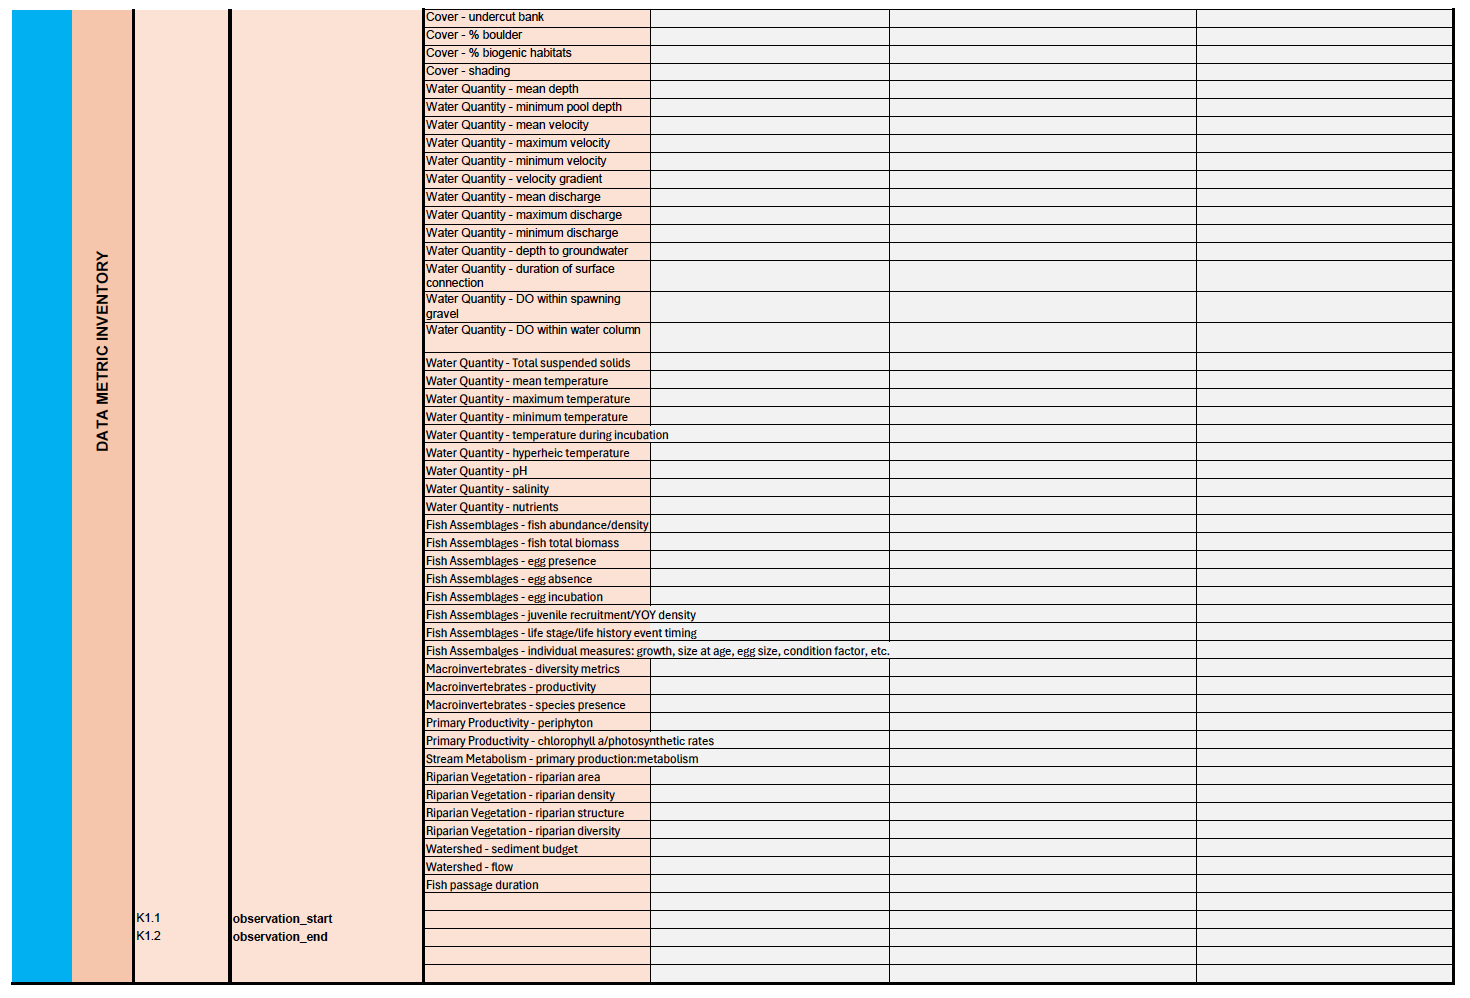 Cover - undercut bank
Cover - % boulder
Cover - % biogenic habitats
Cover - shading
Water Quantity - mean depth
Water Quantity - minimum pool depth
Water Quantity - mean velocity
Water Quantity - maximum velocity
Water Quantity - minimum velocity
Water Quantity - velocity gradient
Water Quantity - mean discharge
Water Quantity - maximum discharge
Water Quantity - minimum discharge
Water Quantity - depth to groundwater
Water Quantity - duration of surface
connection
Water Quantity - DO within spawning
gravel
Water Quantity - DO within water column
Water Quantity - Total suspended solids
Water Quantity - mean temperature
Water Quantity - maximum temperature
Water Quantity - minimum temperature
Water Quantity - temperature during incubation
Water Quantity - hyperheic temperature
Water Quantity - pH
Water Quantity - salinity
Water Quantity - nutrients
Fish Assemblages - fish abundance/density
Fish Assemblages - fish total biomass
Fish Assemblages - egg presence
Fish Assemblages - egg absence
Fish Assemblages - egg incubation
Fish Assemblages - juvenile recruitment/YOY density
Fish Assemblages - life stage/life history event timing
Fish Assembalges - individual measures: growth, size at age, egg size, condition factor, etc.
Macroinvertebrates - diversity metrics
Macroinvertebrates - productivity
Macroinvertebrates - species presence
Primary Productivity - periphyton
Primary Productivity - chlorophyll a/photosynthetic rates
Stream Metabolism - primary production:metabolism
Riparian Vegetation - riparian area
Riparian Vegetation - riparian density
Riparian Vegetation - riparian structure
Riparian Vegetation - riparian diversity
Watershed - sediment budget
Watershed - flow
Fish passage duration
DATA METRIC INVENTORY
K1.1 observation_start
K1.2 observation_end